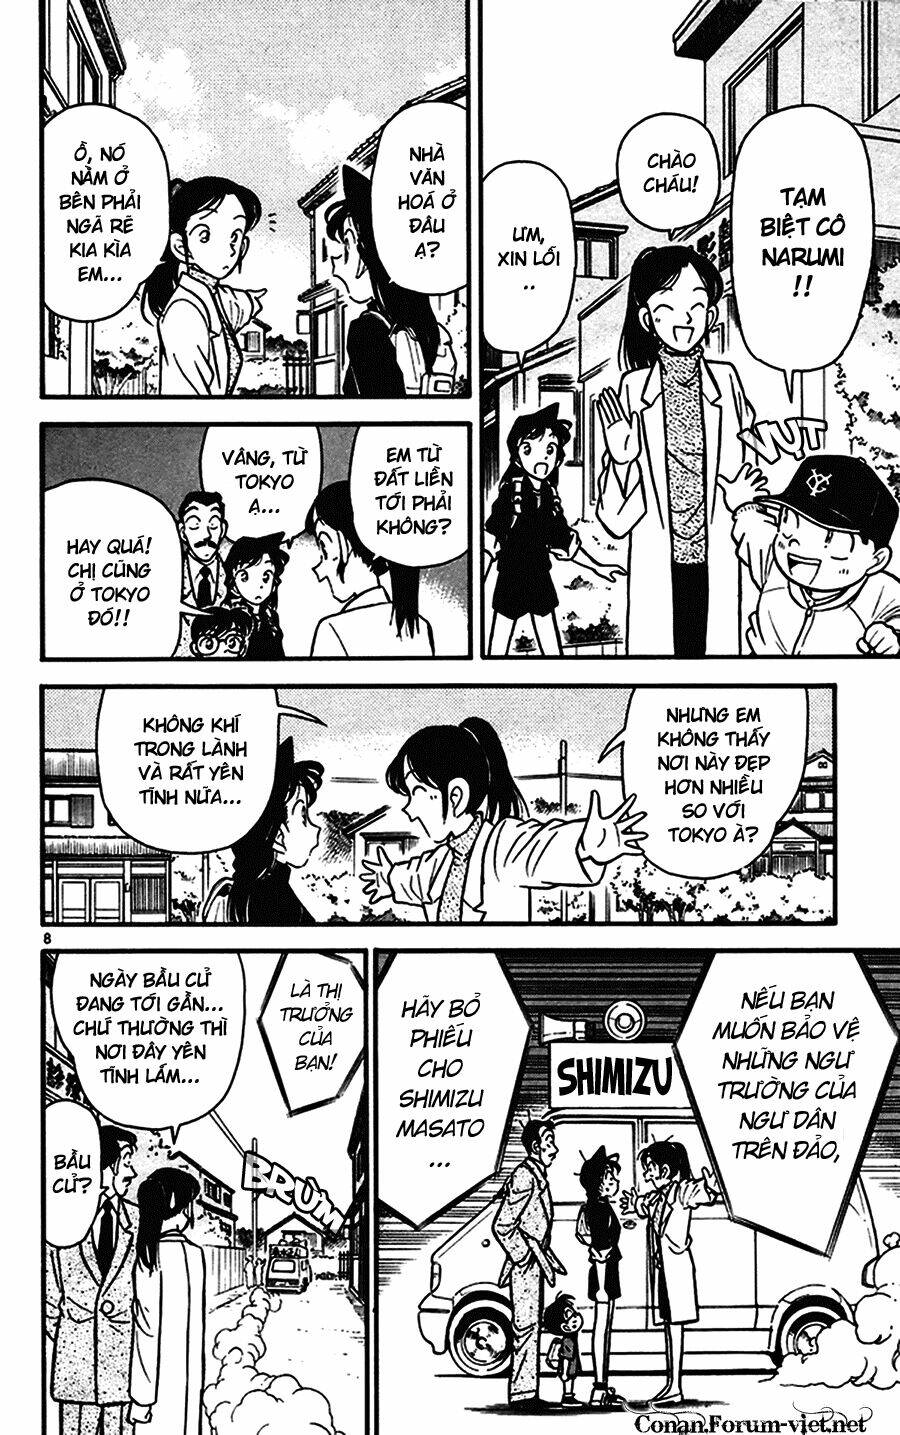 TẠM
BIỆT CÔ
NARUMI
!!
CHÀO
CHÁU!
ƯM,
XIN LỖI
..
VỤT
NHÀ
VĂN
HOÁ Ở
ĐÂU
Ạ?
Ồ, NÓ
NẰM Ở
BÊN PHẢI
NGÃ RẼ
KIA KÌA
EM...
EM TỪ
ĐẤT LIỀN
TỚI PHẢI
KHÔNG?
VÂNG, TỪ
TOKYO
Ạ...
HAY QUÁ!
CHỊ CŨNG
Ở TOKYO
ĐÓ!!
NHƯNG EM
KHÔNG THẤY
NƠI NÀY ĐẸP
HƠN NHIỀU
SO VỚI
TOKYO À?
KHÔNG KHÍ
TRONG LÀNH
VÀ RẤT YÊN
TĨNH NỮA...
8
NẾU BẠN
MUỐN BẢO VỆ
NHỮNG NGƯ
TRƯỜNG CỦA
NGƯ DÂN
TRÊN ĐẢO,
HÃY BỎ
PHIẾU
CHO
SHIMIZU
MASATO
...
SHIMIZU
LÀ THỊ
TRƯỞNG
CỦA
BẠN!
NGÀY BẦU CỬ
ĐANG TỚI GẦN...
CHỨ THƯỜNG THÌ
NƠI ĐÂY YÊN
TĨNH LẮM...
BẦU
CỬ?
BRÙM
Conan.Forum-viet.net